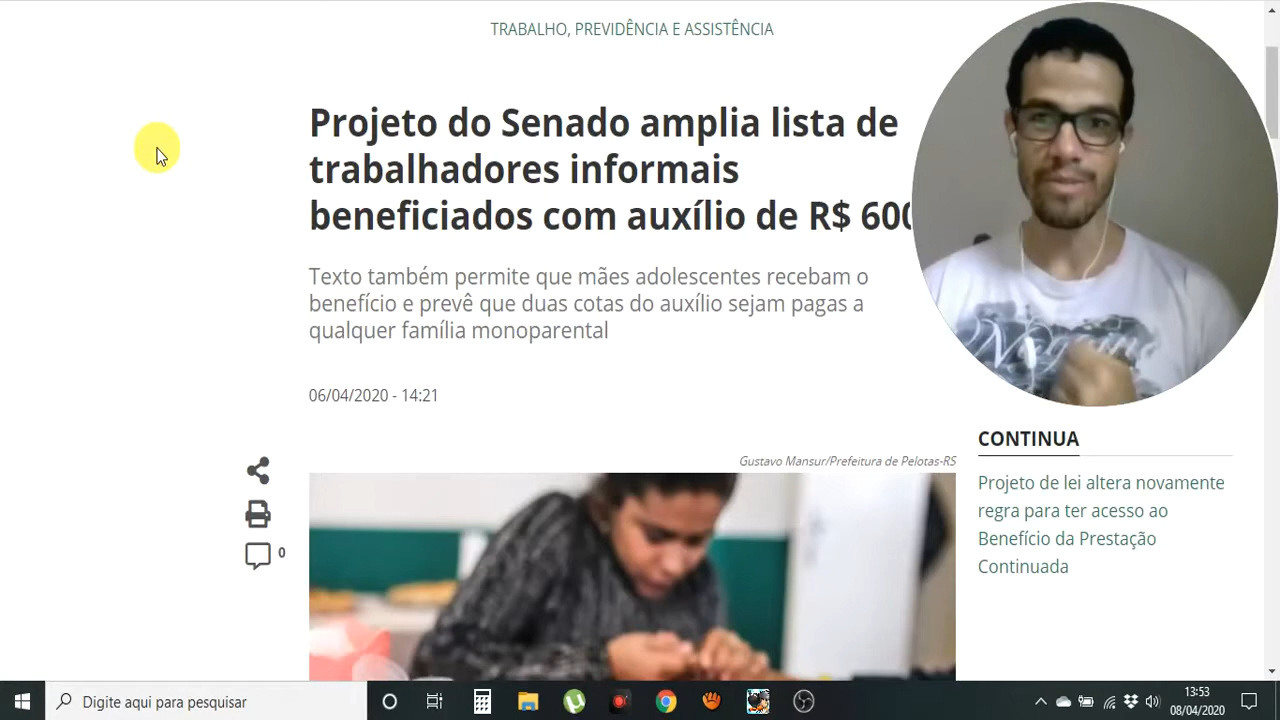 TRABALHO, PREVIDÊNCIA E ASSISTÊNCIA
Projeto do Senado amplia lista de
trabalhadores informais
beneficiados com auxílio de R$ 600
Texto também permite que mães adolescentes recebam o
benefício e prevê que duas cotas do auxílio sejam pagas a
qualquer família monoparental
06/04/2020 - 14:21
Gustavo Mansur/Prefeitura de Pelotas-RS
0
CONTINUA
Projeto de lei altera novamente
regra para ter acesso ao
Benefício da Prestação
Continuada
Digite aqui para pesquisar
13:53
08/04/2020